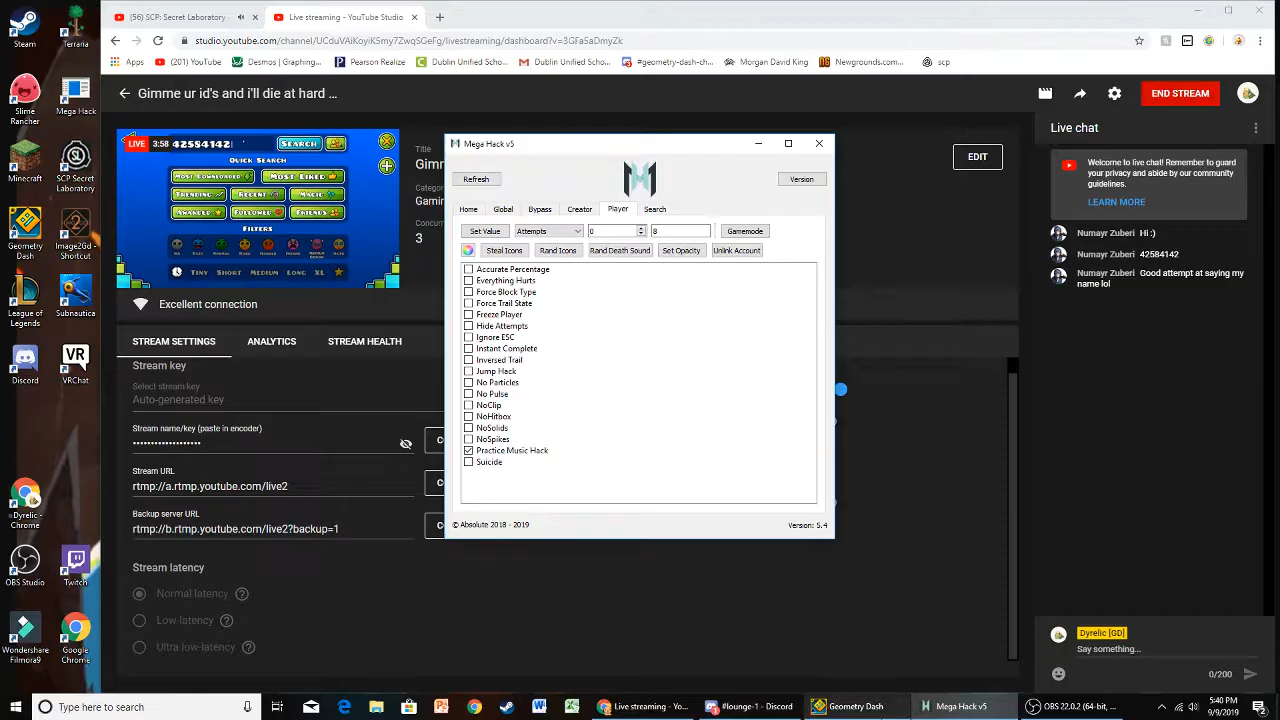 Steam
Terraria
Slime Rancher
Mega Hack
Minecraft
SCP Secret Laboratory
Geometry Dash
Image2Gd - Shortcut
League of Legends
Subnautica
Discord
VRChat
Dyrelic - Chrome
OBS Studio
Twitch
Wondershare Filmora9
Google Chrome
(56) SCP: Secret Laboratory
Live streaming - YouTube Studio
studio.youtube.com/channel/UCduVAiKoyiK5my7ZwqSGeFg/livestreaming/dashboard?v=3GFa5aDmyZk
Apps
(201) YouTube
Desmos | Graphing...
Pearson Realize
Dublin Unified Scho...
Dublin Unified Scho...
#geometry-dash-ch...
Morgan David King
Newgrounds.com...
scp
Gimme ur id's and i'll die at hard ...
END STREAM
LIVE
3:58
42584142
Search
Quick Search
Most Downloaded
Most Liked
Trending
Recent
Magic
Awarded
Followed
Friends
Filters
NA
Easy
Hard
Harder
Insane
Demon
Auto
Tiny
Short
Medium
Long
XL
Title
Gimm
Categ
Gamin
Concu
3
EDIT
Excellent connection
STREAM SETTINGS
ANALYTICS
STREAM HEALTH
Stream key
Select stream key
Auto-generated key
Stream name/key (paste in encoder)
••••••••••••••••••••
Stream URL
rtmp://a.rtmp.youtube.com/live2
Backup server URL
rtmp://b.rtmp.youtube.com/live2?backup=1
Stream latency
Normal latency
Low-latency
Ultra low-latency
Mega Hack v5
Refresh
Version
Home
Global
Bypass
Creator
Player
Search
Set Value
Attempts
0
8
Gamemode
Steal Icons
Rand Icons
Rand Death Sound
Set Opacity
Unlink Account
Accurate Percentage
Everything Hurts
Force Block Type
Force Trail State
Freeze Player
Hide Attempts
Ignore ESC
Instant Complete
Inversed Trail
Jump Hack
No Particles
No Pulse
NoClip
NoHitbox
NoSolids
NoSpikes
Practice Music Hack
Suicide
© Absolute 2018 - 2019
Version: 5.4
Live chat
Welcome to live chat! Remember to guard
your privacy and abide by our community
guidelines.
LEARN MORE
Numayr Zuberi Hi :)
Numayr Zuberi 42584142
Numayr Zuberi Good attempt at saying my
name lol
Dyrelic [GD]
Say something...
0/200
Type here to search
Live streaming - Yo...
#lounge-1 - Discord
Geometry Dash
Mega Hack v5
OBS 22.0.2 (64-bit, ...
5:40 PM
9/9/2019
2